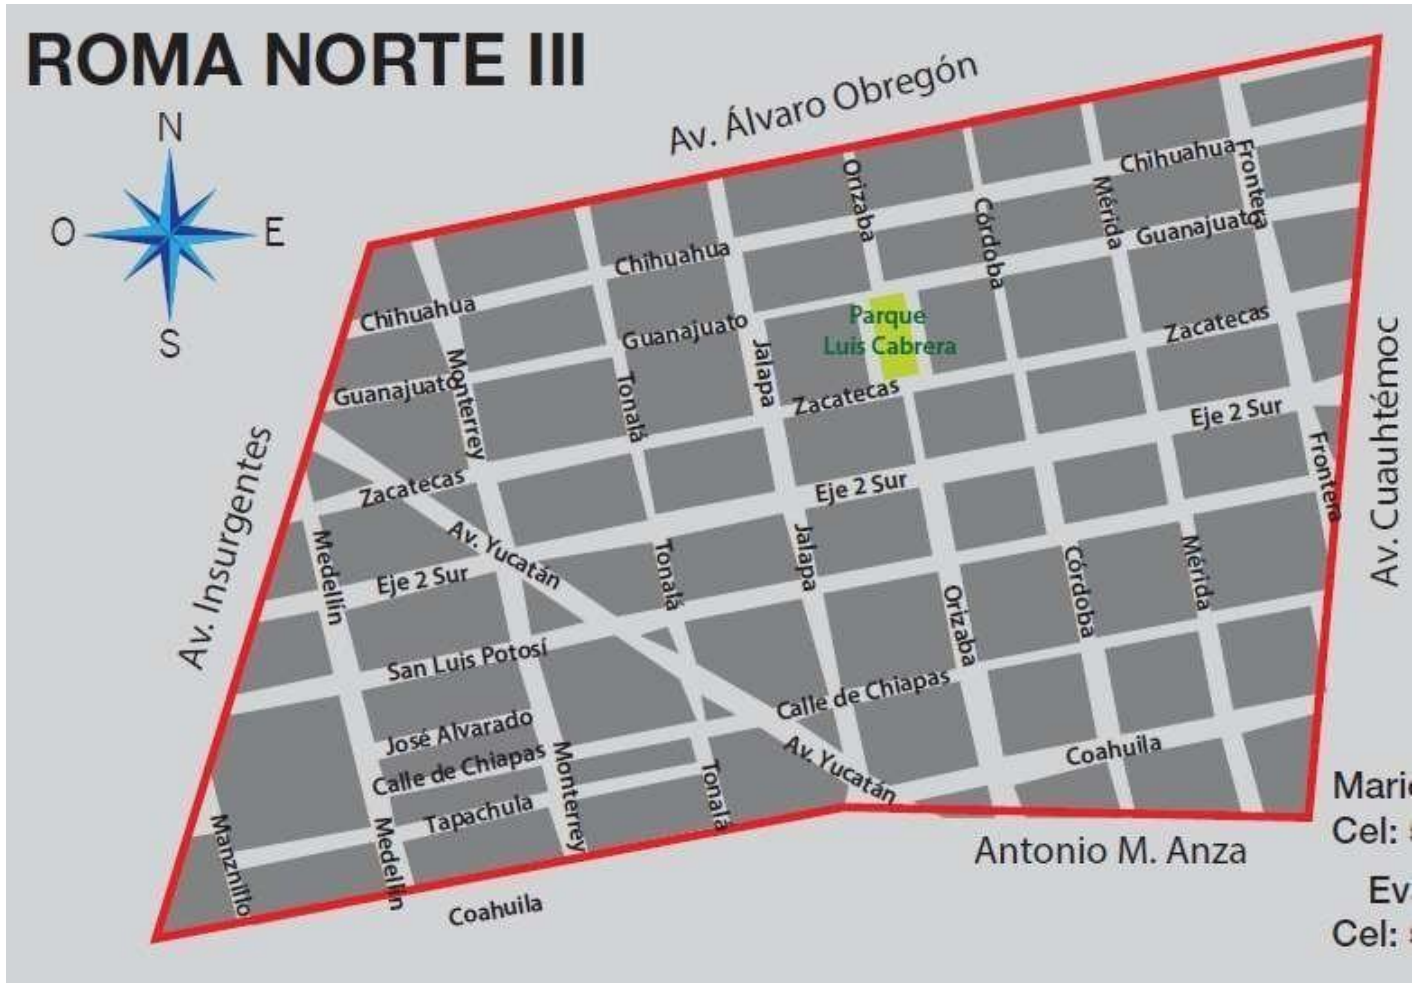 ROMA NORTE III
N
O
E
S
Av. Álvaro Obregón
Av. Insurgentes
Av. Cuauhtémoc
Antonio M. Anza
Coahuila
Chihuahua
Chihuahua
Chihuahua
Guanajuato
Guanajuato
Guanajuato
Zacatecas
Zacatecas
Zacatecas
Eje 2 Sur
Eje 2 Sur
Eje 2 Sur
San Luis Potosí
José Alvarado
Calle de Chiapas
Calle de Chiapas
Tapachula
Coahuila
Av. Yucatán
Av. Yucatán
Parque
Luis Cabrera
Manznillo
Medellín
Medellín
Monterrey
Monterrey
Tonalá
Tonalá
Tonalá
Jalapa
Jalapa
Orizaba
Orizaba
Córdoba
Córdoba
Mérida
Mérida
Frontera
Frontera
Cel:
Cel: